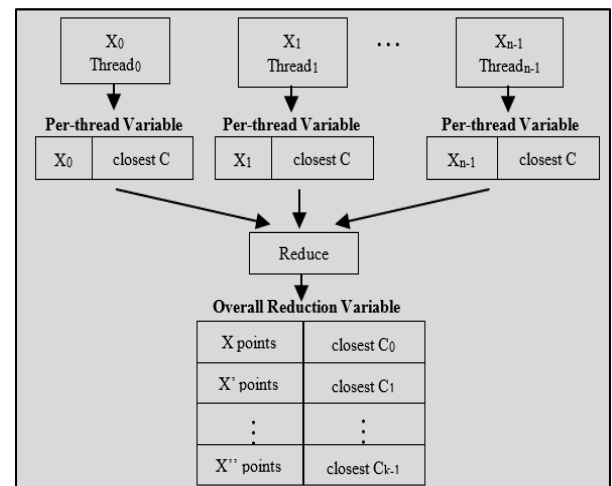 X₀ X₁ ... Xₙ₋₁
Thread₀ Thread₁ Threadₙ₋₁
Per-thread Variable Per-thread Variable Per-thread Variable
X₀ closest C X₁ closest C Xₙ₋₁ closest C
Reduce
Overall Reduction Variable
X points closest C₀
X' points closest C₁
⋮ ⋮
X'' points closest Cₖ₋₁